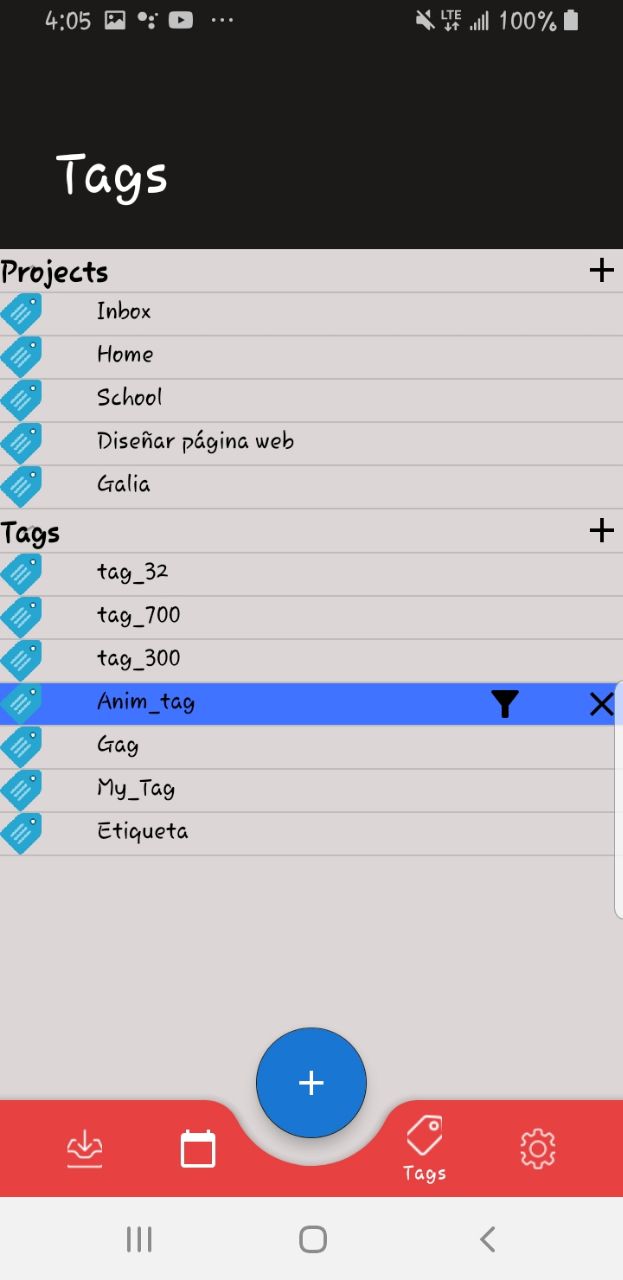 4:05 LTE 100%
Tags
Projects
Inbox
Home
School
Diseñar página web
Galia
Tags
tag_32
tag_700
tag_300
Anim_tag
Gag
My_Tag
Etiqueta
Tags